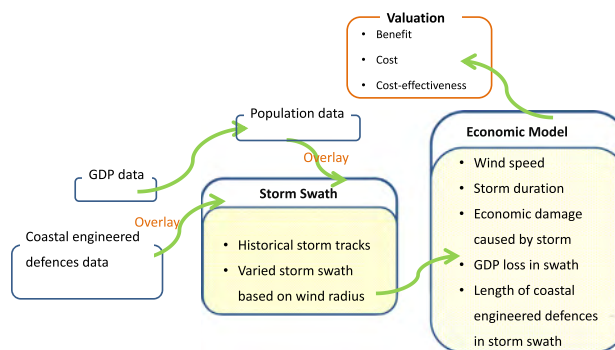 Valuation
• Benefit
• Cost
• Cost-effectiveness
Population data
Overlay
GDP data
Overlay
Coastal engineered
defences data
Storm Swath
• Historical storm tracks
• Varied storm swath
based on wind radius
Economic Model
• Wind speed
• Storm duration
• Economic damage
caused by storm
• GDP loss in swath
• Length of coastal
engineered defences
in storm swath